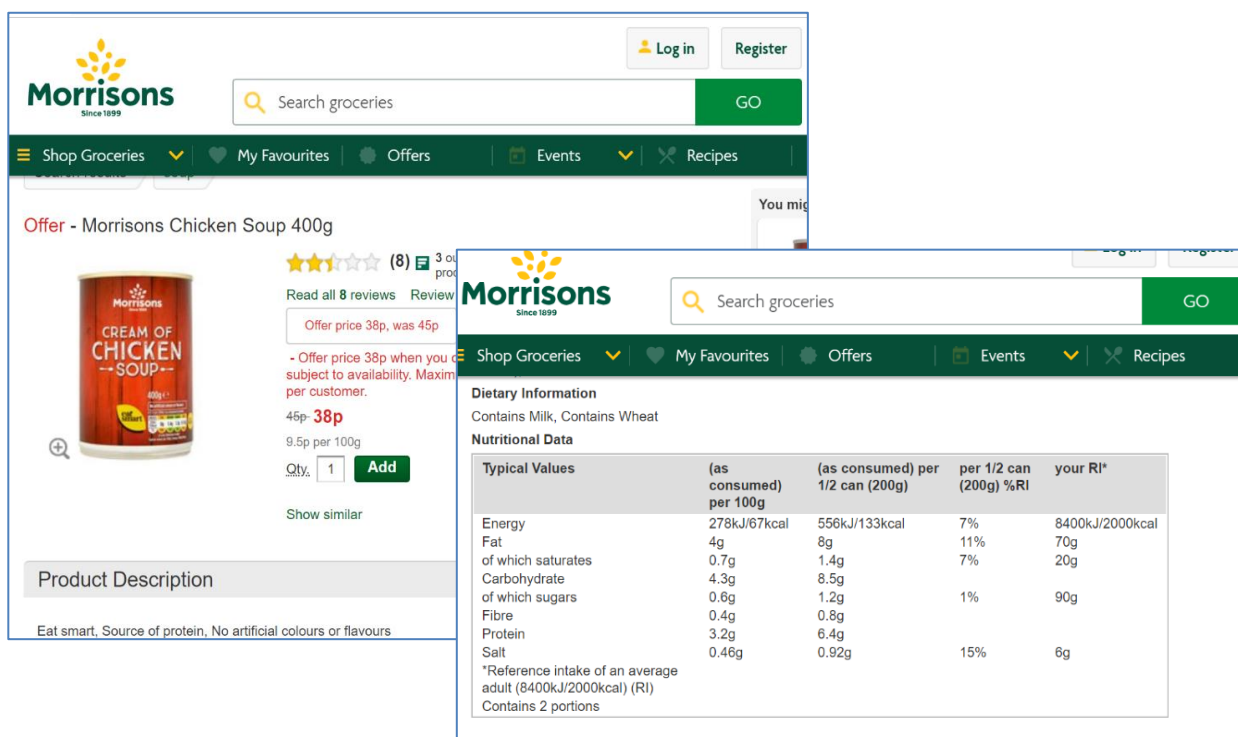 Log in
Register
Morrisons
Since 1899
Search groceries
GO
Shop Groceries
My Favourites
Offers
Events
Recipes
soup
You
Offer - Morrisons Chicken Soup 400g
(8)
3
Read all 8 reviews Review
Offer price 38p, was 45p
- Offer price 38p when you
subject to availability.
per customer.
45p 38p
9.5p per 100g
Qty. 1 Add
Show similar
Morrisons
CREAM OF
CHICKEN
SOUP
400g e
eat
smart
Product Description
Eat smart, Source of protein, No artificial colours or flavours
Morrisons
Since 1899
Search groceries
GO
Shop Groceries
My Favourites
Offers
Events
Recipes
Dietary Information
Contains Milk, Contains Wheat
Nutritional Data
Typical Values (as consumed) per 100g (as consumed) per 1/2 can (200g) per 1/2 can (200g) %RI your RI*
Energy 278kJ/67kcal 556kJ/133kcal 7% 8400kJ/2000kcal
Fat 4g 8g 11% 70g
of which saturates 0.7g 1.4g 7% 20g
Carbohydrate 4.3g 8.5g
of which sugars 0.6g 1.2g 1% 90g
Fibre 0.4g 0.8g
Protein 3.2g 6.4g
Salt 0.46g 0.92g 15% 6g
*Reference intake of an average
adult (8400kJ/2000kcal) (RI)
Contains 2 portions